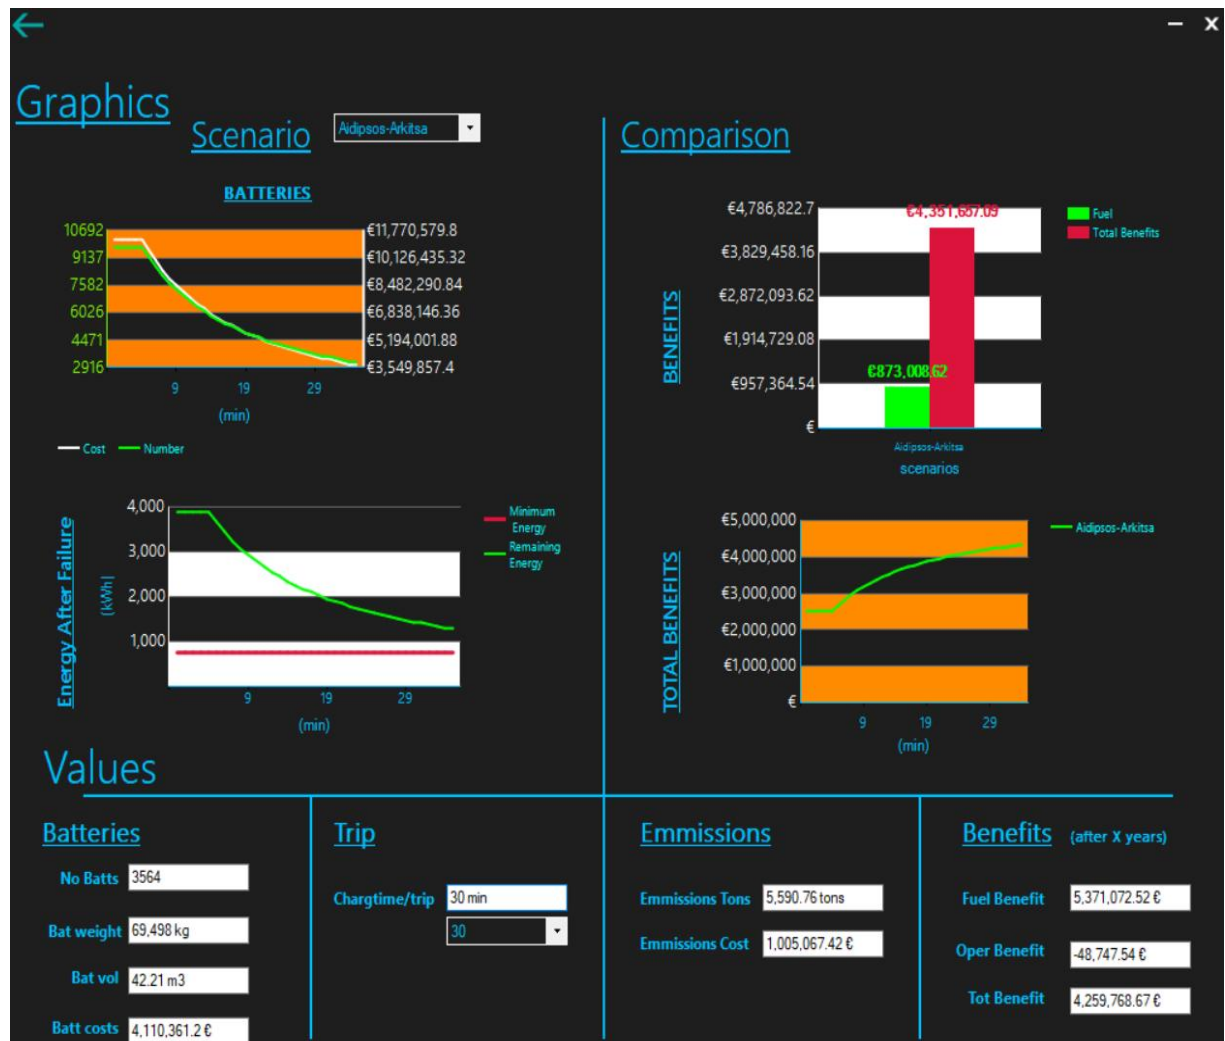 Graphics
Scenario
Aidipsos-Arkitsa
BATTERIES
10692
9137
7582
6026
4471
2916
€11,770,579.8
€10,126,435.32
€8,482,290.84
€6,838,146.36
€5,194,001.88
€3,549,857.4
9 19 29
(min)
Cost Number
Energy After Failure
(kWh)
4,000
3,000
2,000
1,000
9 19 29
(min)
Minimum
Energy
Remaining
Energy
Comparison
BENEFITS
€4,786,822.7
€3,829,458.16
€2,872,093.62
€1,914,729.08
€957,364.54
€
€4,351,657.09
€873,008.62
Aidipsos-Arkitsa
scenarios
Fuel
Total Benefits
TOTAL BENEFITS
€5,000,000
€4,000,000
€3,000,000
€2,000,000
€1,000,000
€
9 19 29
(min)
Aidipsos-Arkitsa
Values
Batteries
No Batts 3564
Bat weight 69,498 kg
Bat vol 42.21 m3
Batt costs 4,110,361.2 €
Trip
Chargtime/trip 30 min
30
Emmissions
Emmissions Tons 5,590.76 tons
Emmissions Cost 1,005,067.42 €
Benefits (after X years)
Fuel Benefit 5,371,072.52 €
Oper Benefit -48,747.54 €
Tot Benefit 4,259,768.67 €